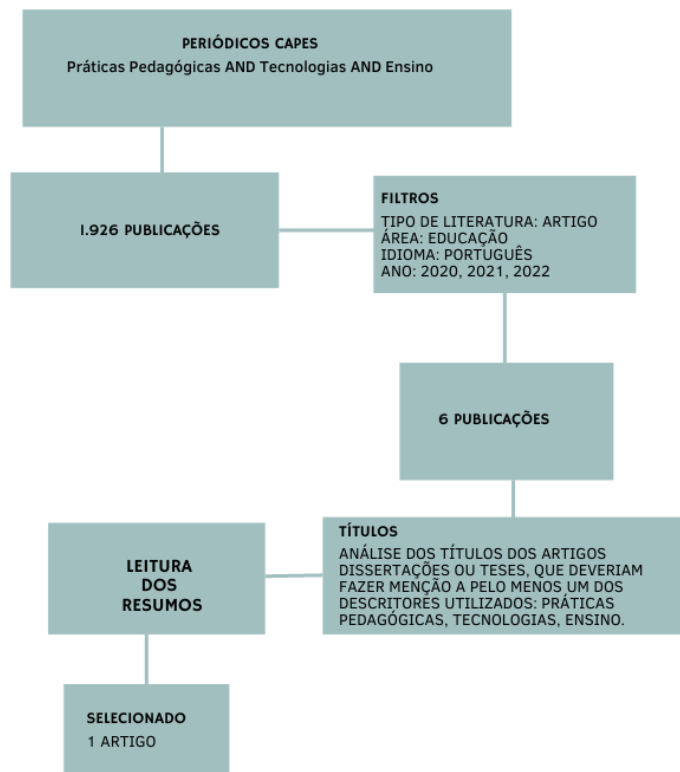 PERIÓDICOS CAPES
Práticas Pedagógicas AND Tecnologias AND Ensino
1.926 PUBLICAÇÕES
FILTROS
TIPO DE LITERATURA: ARTIGO
ÁREA: EDUCAÇÃO
IDIOMA: PORTUGUÊS
ANO: 2020, 2021, 2022
6 PUBLICAÇÕES
TÍTULOS
ANÁLISE DOS TÍTULOS DOS ARTIGOS
DISSERTAÇÕES OU TESES, QUE DEVERIAM
FAZER MENÇÃO A PELO MENOS UM DOS
DESCRITORES UTILIZADOS: PRÁTICAS
PEDAGÓGICAS, TECNOLOGIAS, ENSINO.
LEITURA
DOS
RESUMOS
SELECIONADO
1 ARTIGO